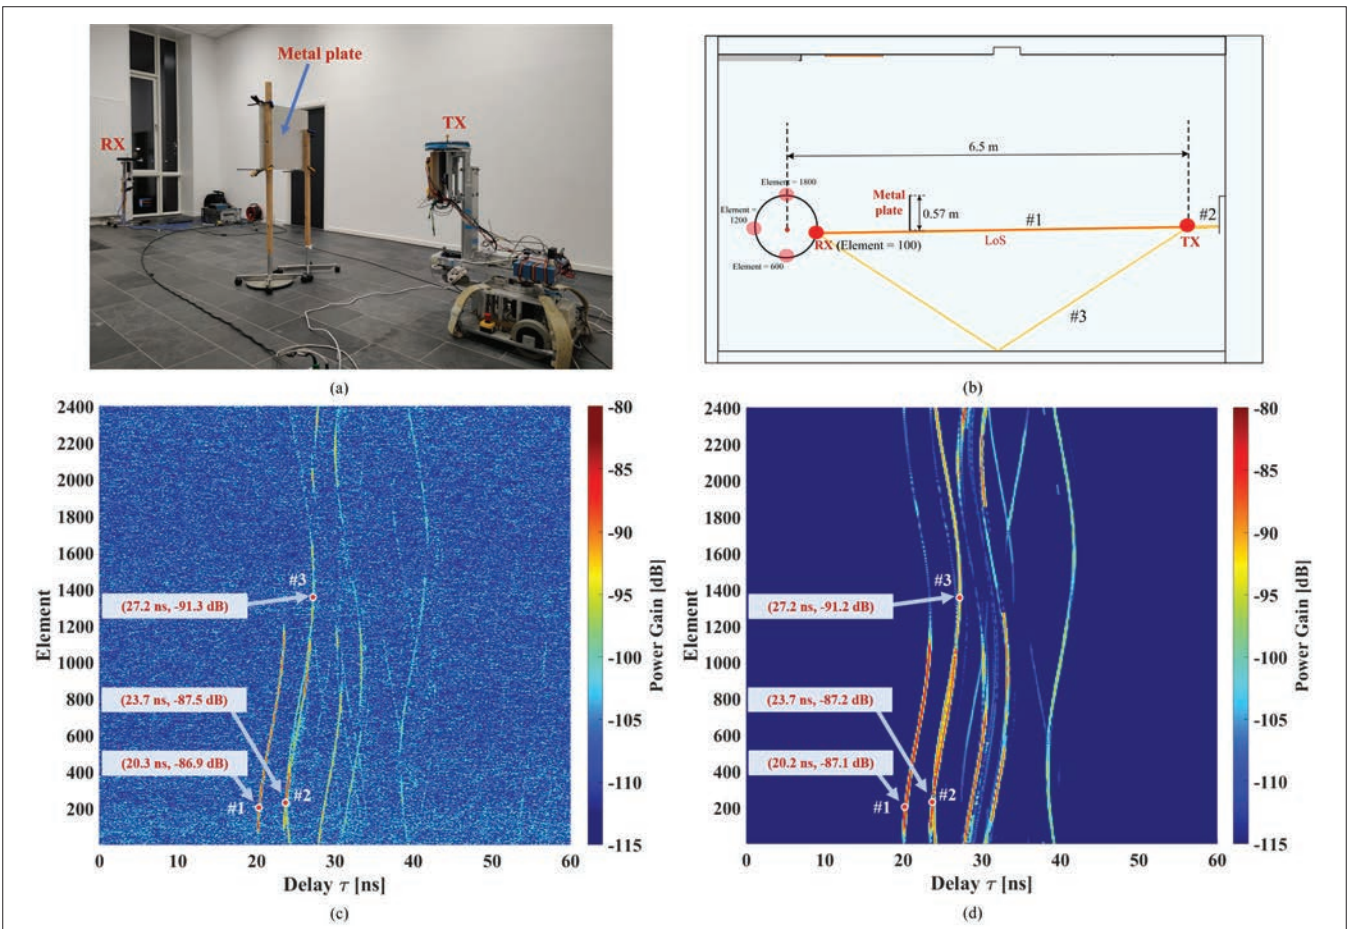 Metal plate
RX
TX
(a)
6.5 m
Element = 1800
Element =
1200
Metal
plate
0.57 m
#1
#2
RX (Element = 100)
LoS
TX
Element = 600
#3
(b)
2400
2200
2000
1800
1600
1400
1200
1000
800
600
400
200
Element
#3
(27.2 ns, -91.3 dB)
(23.7 ns, -87.5 dB)
(20.3 ns, -86.9 dB)
#1
#2
0
10
20
30
40
50
60
Delay τ [ns]
-80
-85
-90
-95
-100
-105
-110
-115
Power Gain [dB]
(c)
2400
2200
2000
1800
1600
1400
1200
1000
800
600
400
200
Element
#3
(27.2 ns, -91.2 dB)
(23.7 ns, -87.2 dB)
(20.2 ns, -87.1 dB)
#1
#2
0
10
20
30
40
50
60
Delay τ [ns]
-80
-85
-90
-95
-100
-105
-110
-115
Power Gain [dB]
(d)